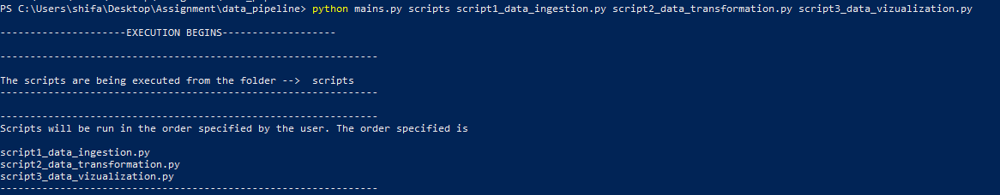 PS C:\Users\shifa\Desktop\Assignment\data_pipeline> python mains.py scripts script1_data_ingestion.py script2_data_transformation.py script3_data_vizualization.py
---------------------EXECUTION BEGINS-------------------
---------------------------------------------------------------
The scripts are being executed from the folder --> scripts
---------------------------------------------------------------
---------------------------------------------------------------
Scripts will be run in the order specified by the user. The order specified is
script1_data_ingestion.py
script2_data_transformation.py
script3_data_vizualization.py
---------------------------------------------------------------